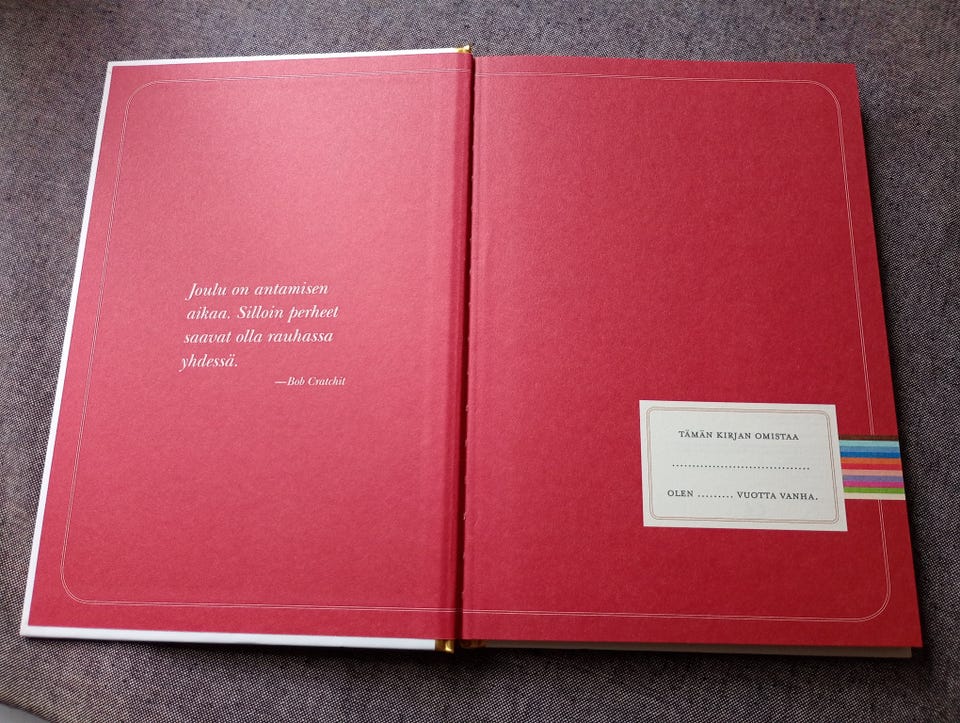 Joulu on antamisen
aikaa. Silloin perheet
saavat olla rauhassa
yhdessä.
—Bob Cratchit
TÄMÄN KIRJAN OMISTAA
...................................
OLEN ......... VUOTTA VANHA.